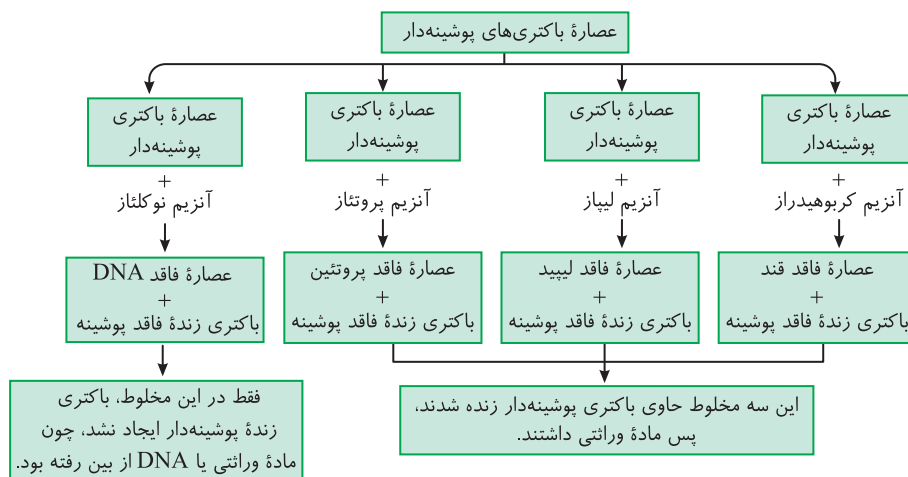 عصارهٔ باکتری‌های پوشینه‌دار
عصارهٔ باکتری
پوشینه‌دار
+
آنزیم کربوهیدراز
عصارهٔ فاقد قند
+
باکتری زندهٔ فاقد پوشینه
عصارهٔ باکتری
پوشینه‌دار
+
آنزیم لیپاز
عصارهٔ فاقد لیپید
+
باکتری زندهٔ فاقد پوشینه
عصارهٔ باکتری
پوشینه‌دار
+
آنزیم پروتئاز
عصارهٔ فاقد پروتئین
+
باکتری زندهٔ فاقد پوشینه
عصارهٔ باکتری
پوشینه‌دار
+
آنزیم نوکلئاز
عصارهٔ فاقد DNA
+
باکتری زندهٔ فاقد پوشینه
این سه مخلوط حاوی باکتری پوشینه‌دار زنده شدند،
پس مادهٔ وراثتی داشتند.
فقط در این مخلوط، باکتری
زندهٔ پوشینه‌دار ایجاد نشد، چون
مادهٔ وراثتی یا DNA از بین رفته بود.